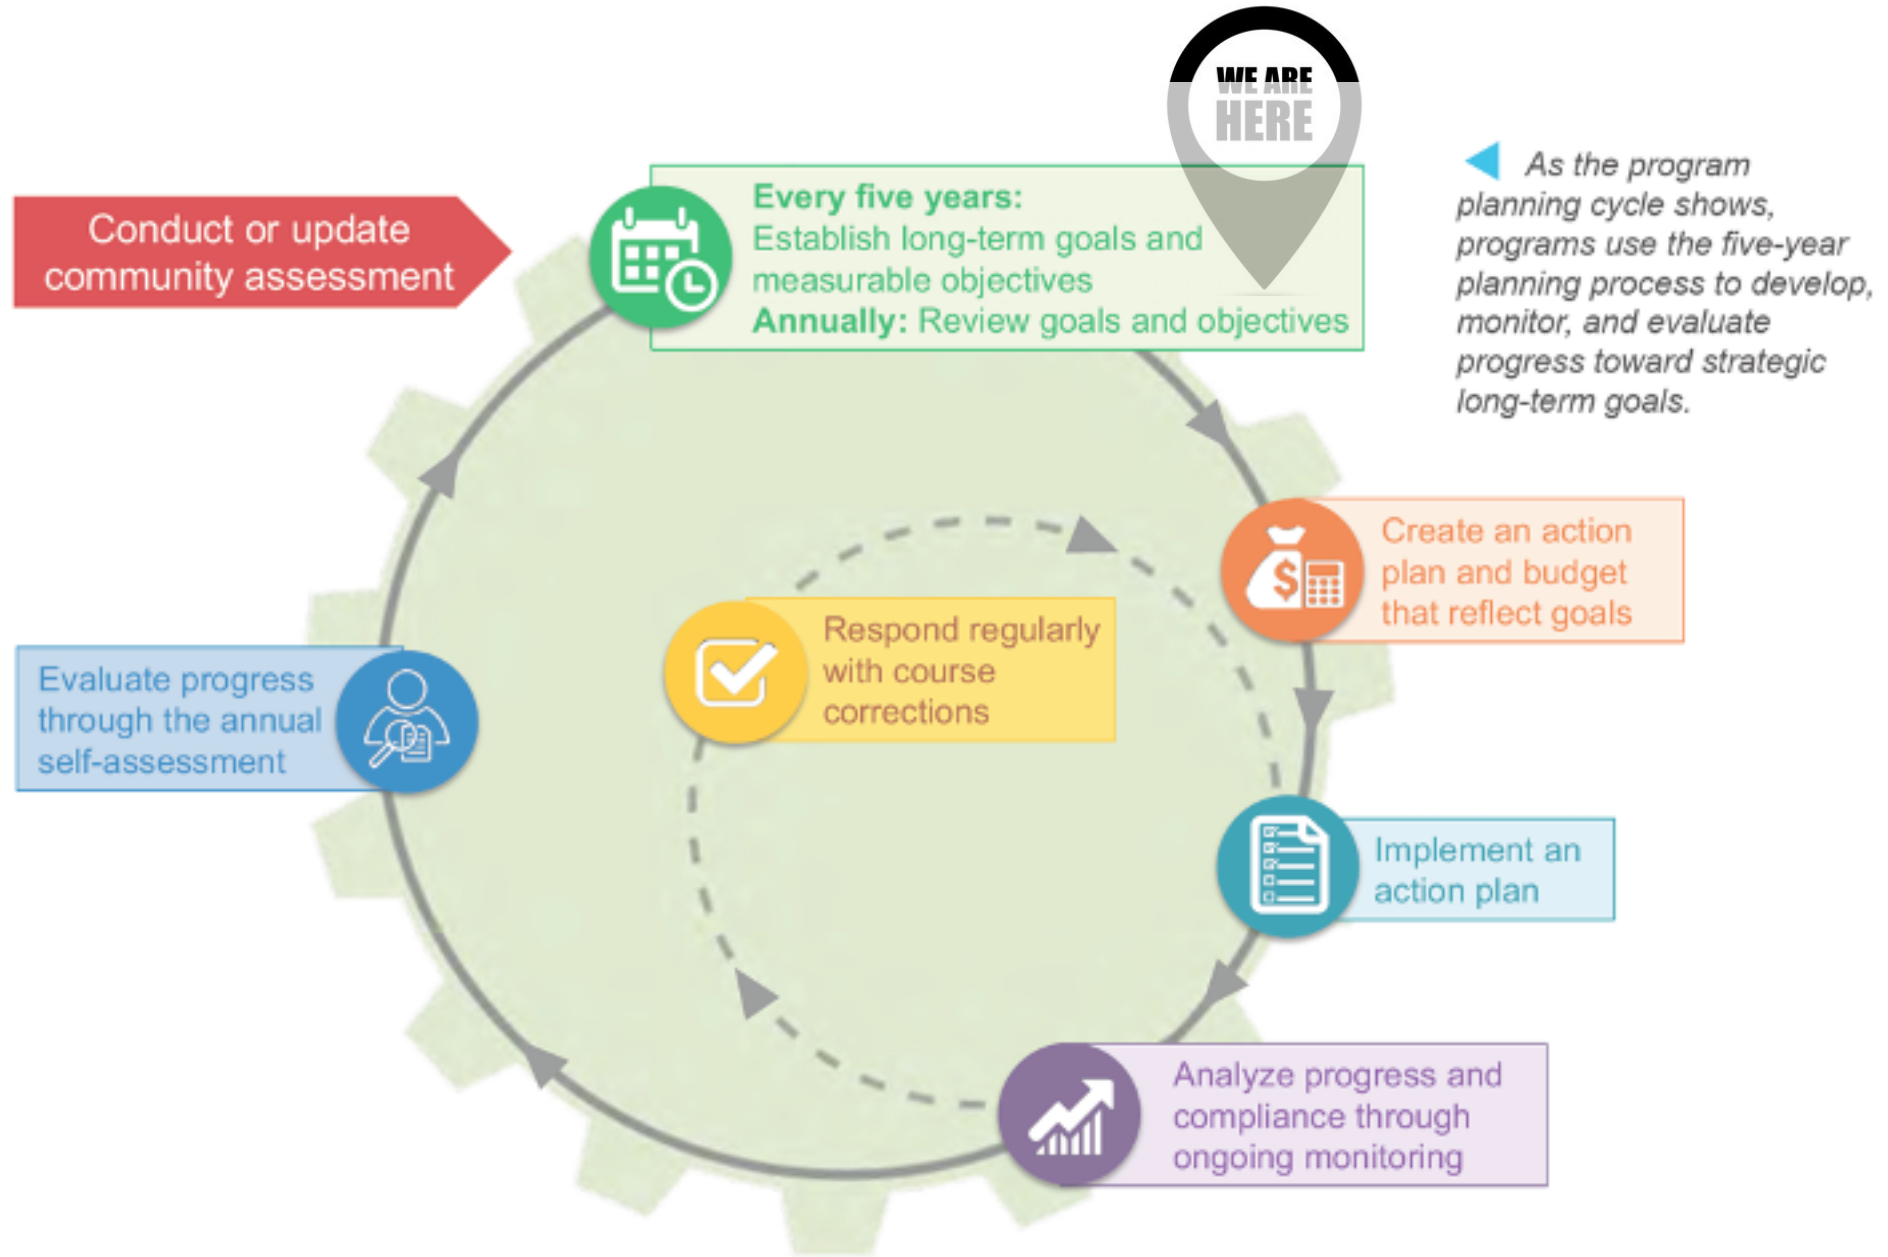 WE ARE
HERE
Conduct or update
community assessment
Every five years:
Establish long-term goals and
measurable objectives
Annually: Review goals and objectives
As the program
planning cycle shows,
programs use the five-year
planning process to develop,
monitor, and evaluate
progress toward strategic
long-term goals.
Create an action
plan and budget
that reflect goals
$
Respond regularly
with course
corrections
Evaluate progress
through the annual
self-assessment
Implement an
action plan
Analyze progress and
compliance through
ongoing monitoring